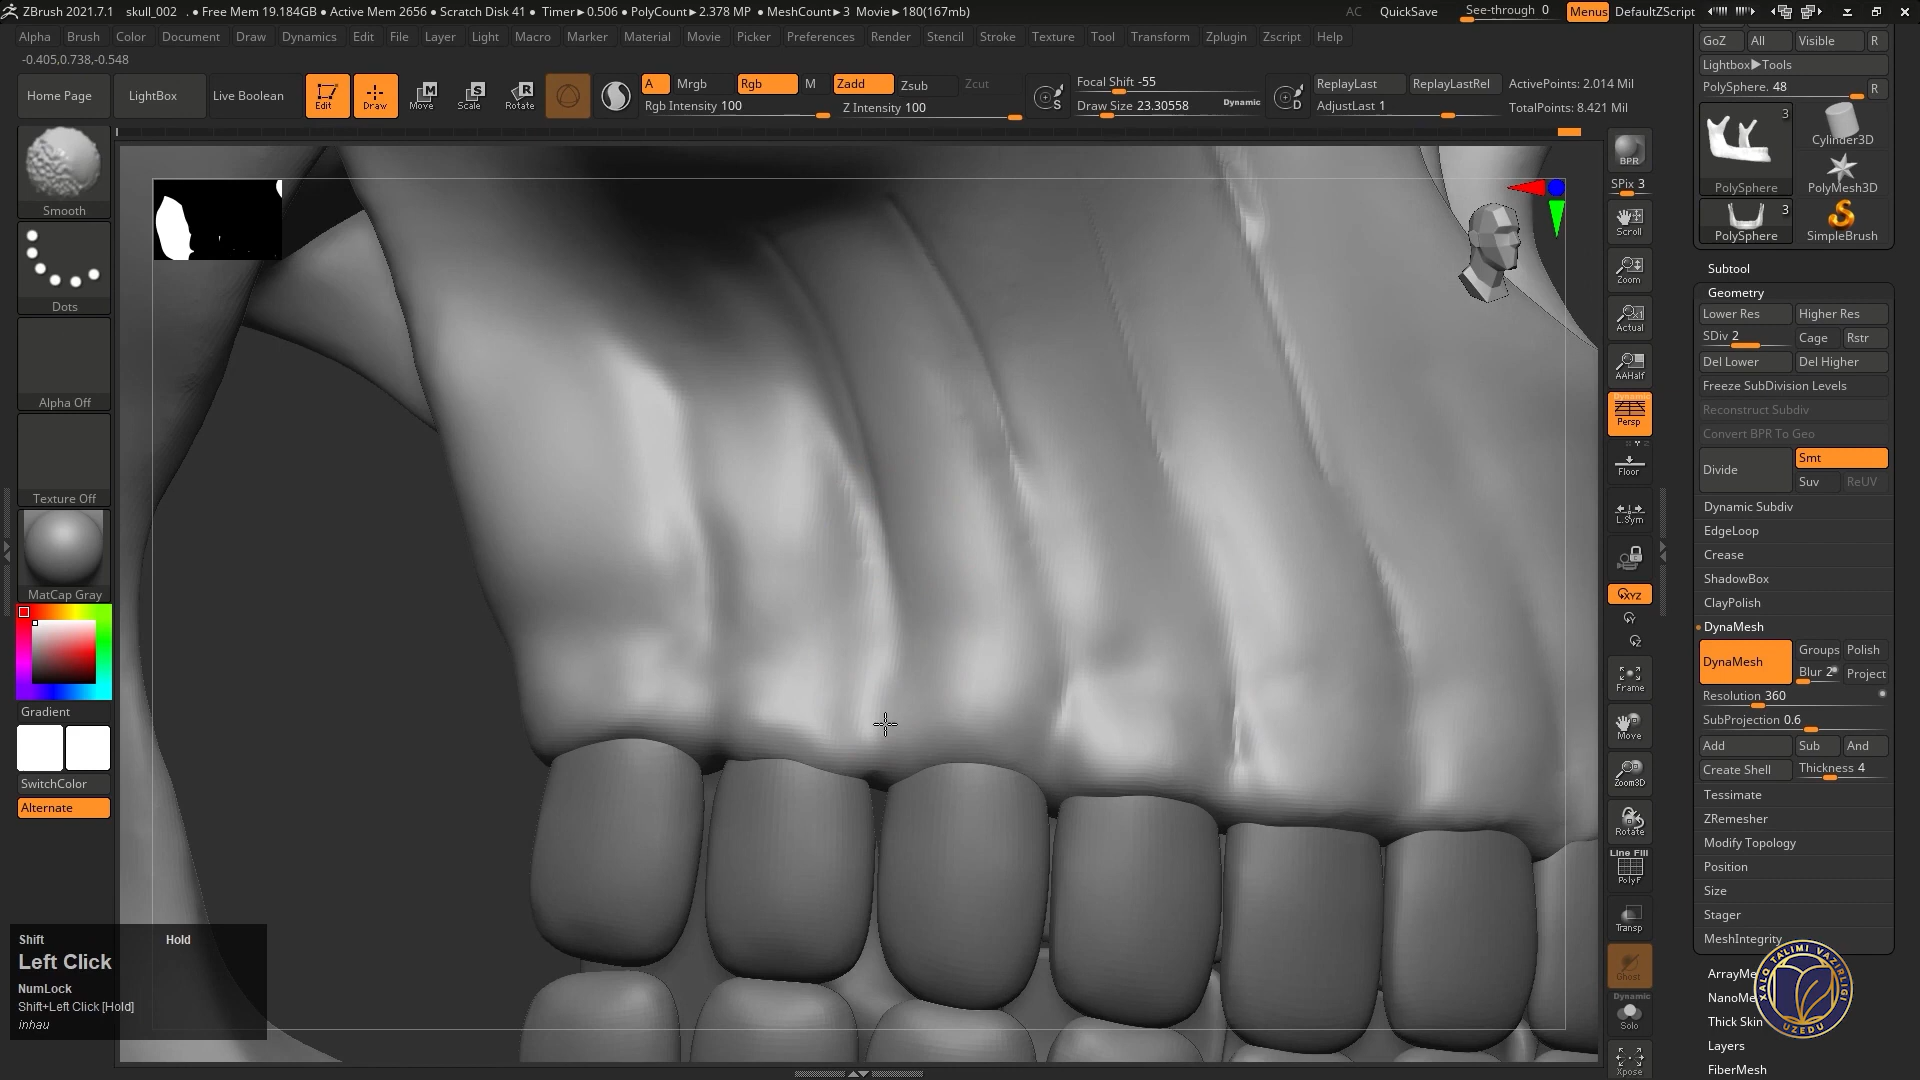 ZBrush 2021.7.1 skull_002 . • Free Mem 19.184GB • Active Mem 2656 • Scratch Disk 41 • Timer▶0.506 • PolyCount▶2.378 MP • MeshCount▶3 Movie▶180(167mb)
AC QuickSave See-through 0 Menus DefaultZScript
Alpha Brush Color Document Draw Dynamics Edit File Layer Light Macro Marker Material Movie Picker Preferences Render Stencil Stroke Texture Tool Transform Zplugin Zscript Help
-0.405,0.738,-0.548
Home Page LightBox Live Boolean Edit Draw Move Scale Rotate
A Mrgb Rgb M Zadd Zsub Zcut
Rgb Intensity 100 Z Intensity 100
Focal Shift -55
Draw Size 23.30558 Dynamic
ReplayLast ReplayLastRel
AdjustLast 1
ActivePoints: 2.014 Mil
TotalPoints: 8.421 Mil
Smooth
Dots
Alpha Off
Texture Off
MatCap Gray
Gradient
SwitchColor
Alternate
Shift Hold
Left Click
NumLock
Shift+Left Click [Hold]
inhau
BPR
SPix 3
Scroll
Zoom
Actual
AAHalf
Dynamic
Persp
Floor
L.Sym
XYZ
Frame
Move
Zoom3D
Rotate
Line Fill
PolyF
Transp
Ghost
Dynamic
Solo
Xpose
GoZ All Visible R
Lightbox▶Tools
PolySphere. 48 R
3
PolySphere
Cylinder3D
PolyMesh3D
3
PolySphere
SimpleBrush
Subtool
Geometry
Lower Res Higher Res
SDiv 2 Cage Rstr
Del Lower Del Higher
Freeze SubDivision Levels
Reconstruct Subdiv
Convert BPR To Geo
Divide Smt
Suv ReUV
Dynamic Subdiv
EdgeLoop
Crease
ShadowBox
ClayPolish
DynaMesh
DynaMesh Groups Polish
Blur 2 Project
Resolution 360
SubProjection 0.6
Add Sub And
Create Shell Thickness 4
Tessimate
ZRemesher
Modify Topology
Position
Size
Stager
MeshIntegrity
ArrayMe
NanoMe
Thick Skin
Layers
FiberMesh
XALQ TA'LIMI VAZIRLIGI
UZEDU